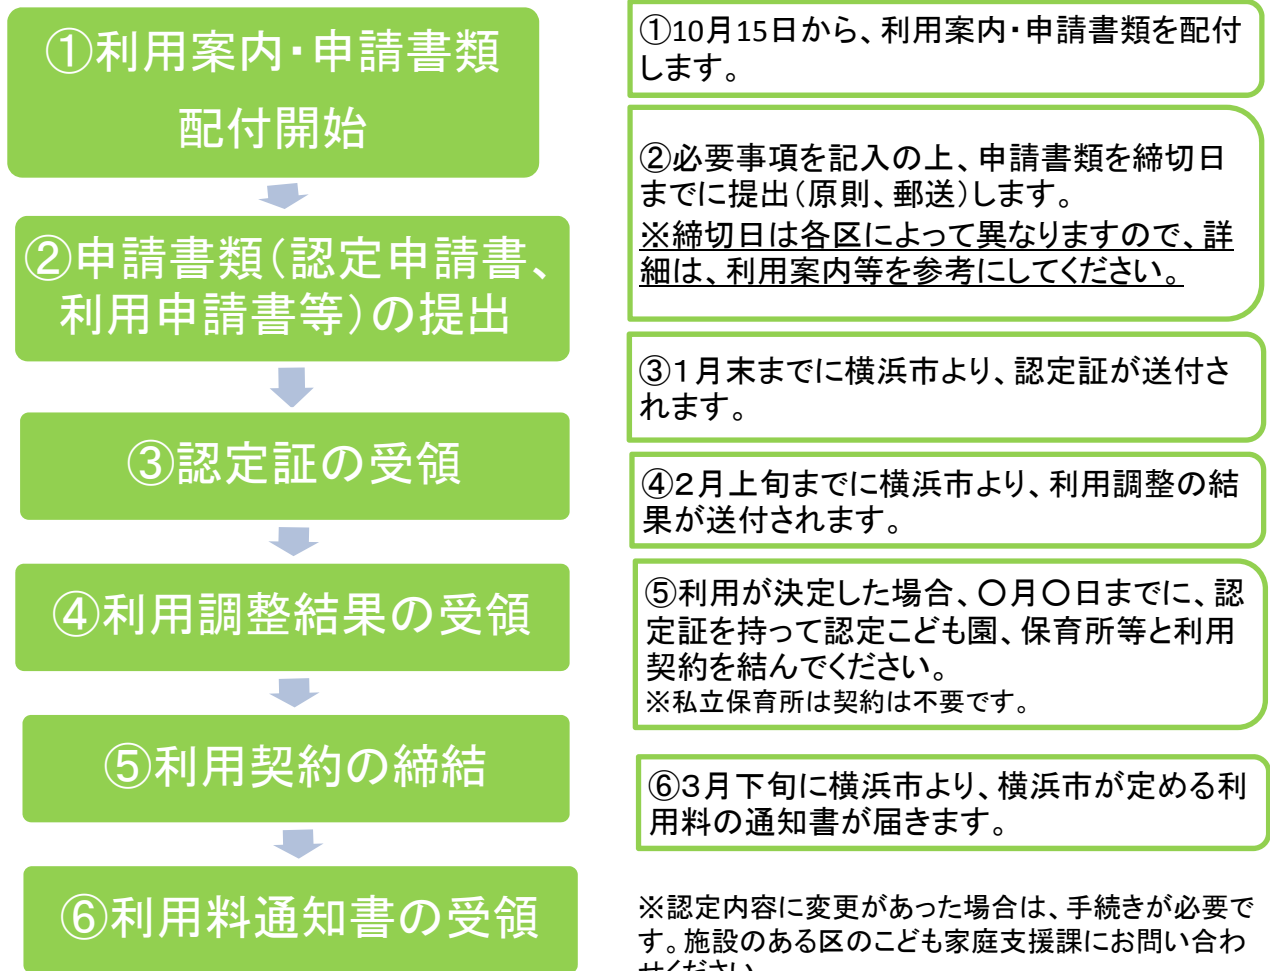 ①利用案内・申請書類
配付開始
②申請書類(認定申請書、
利用申請書等)の提出
③認定証の受領
④利用調整結果の受領
⑤利用契約の締結
⑥利用料通知書の受領
①10月15日から、利用案内・申請書類を配付
します。
②必要事項を記入の上、申請書類を締切日
までに提出(原則、郵送)します。
※締切日は各区によって異なりますので、詳
細は、利用案内等を参考にしてください。
③1月末までに横浜市より、認定証が送付さ
れます。
④2月上旬までに横浜市より、利用調整の結
果が送付されます。
⑤利用が決定した場合、〇月〇日までに、認
定証を持って認定こども園、保育所等と利用
契約を結んでください。
※私立保育所は契約は不要です。
⑥3月下旬に横浜市より、横浜市が定める利
用料の通知書が届きます。
※認定内容に変更があった場合は、手続きが必要で
す。施設のある区のこども家庭支援課にお問い合わ
せください